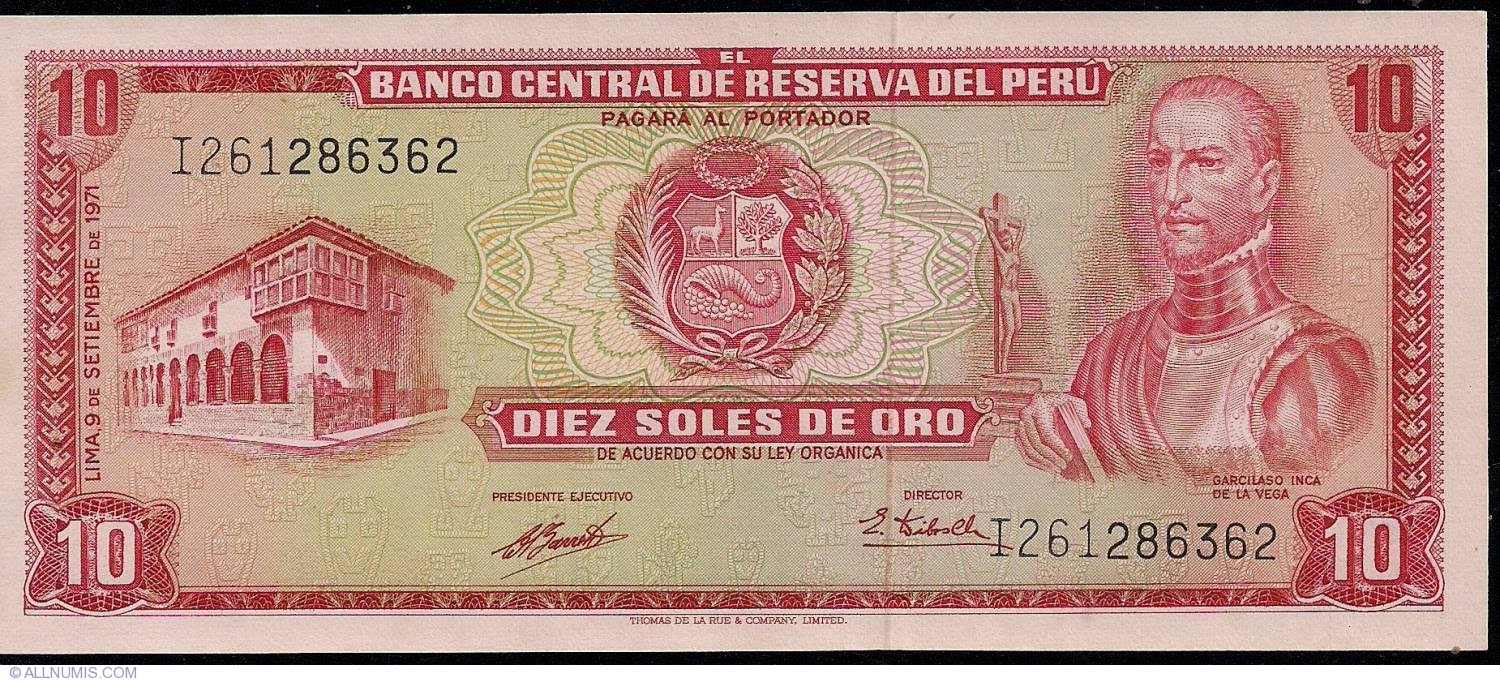 10
EL
BANCO CENTRAL DE RESERVA DEL PERÚ
10
PAGARÁ AL PORTADOR
I261286362
LIMA, 9 DE SETIEMBRE DE 1971
DIEZ SOLES DE ORO
DE ACUERDO CON SU LEY ORGANICA
GARCILASO INCA
DE LA VEGA
PRESIDENTE EJECUTIVO
DIRECTOR
I261286362
10
10
THOMAS DE LA RUE & COMPANY, LIMITED.
© ALLNUMIS.COM